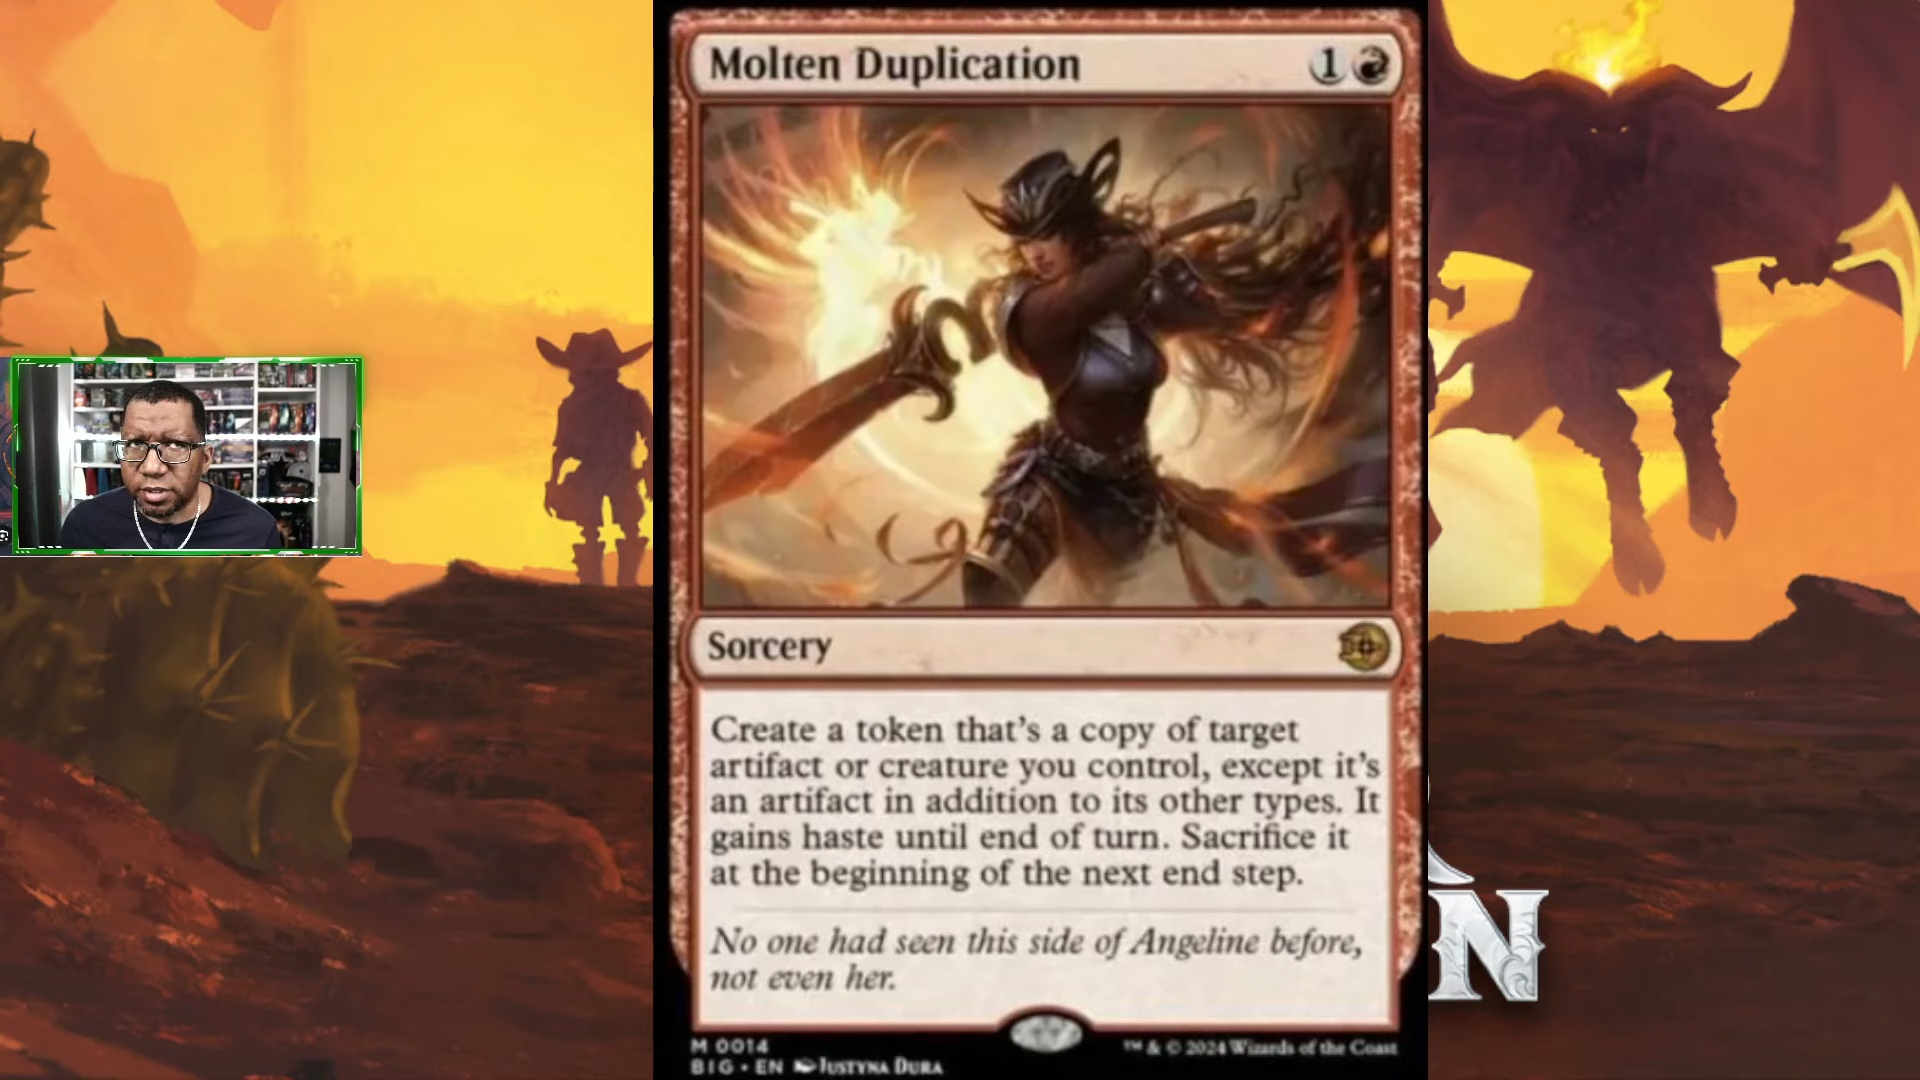 Molten Duplication 1
Sorcery
Create a token that's a copy of target
artifact or creature you control, except it's
an artifact in addition to its other types. It
gains haste until end of turn. Sacrifice it
at the beginning of the next end step.
No one had seen this side of Angeline before,
not even her.
M 0014
BIG • EN JUSTYNA DURA
™ & © 2024 Wizards of the Coast
N